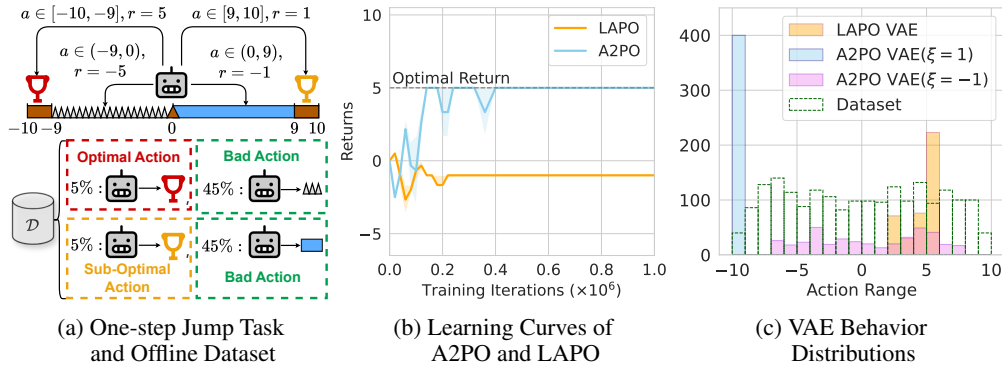 a ∈ [−10, −9], r = 5
a ∈ [9, 10], r = 1
a ∈ (−9, 0),
r = −5
a ∈ (0, 9),
r = −1
−10 −9 0 9 10
Optimal Action
Bad Action
5% : ,
45% :
D
5% : ,
45% :
Sub-Optimal
Action
Bad Action
(a) One-step Jump Task
and Offline Dataset
10
5
0
−5
Returns
LAPO
A2PO
Optimal Return
0.0 0.2 0.4 0.6 0.8 1.0
Training Iterations (×10⁶)
(b) Learning Curves of
A2PO and LAPO
400
300
200
100
0
LAPO VAE
A2PO VAE(ξ = 1)
A2PO VAE(ξ = −1)
Dataset
−10 −5 0 5 10
Action Range
(c) VAE Behavior
Distributions